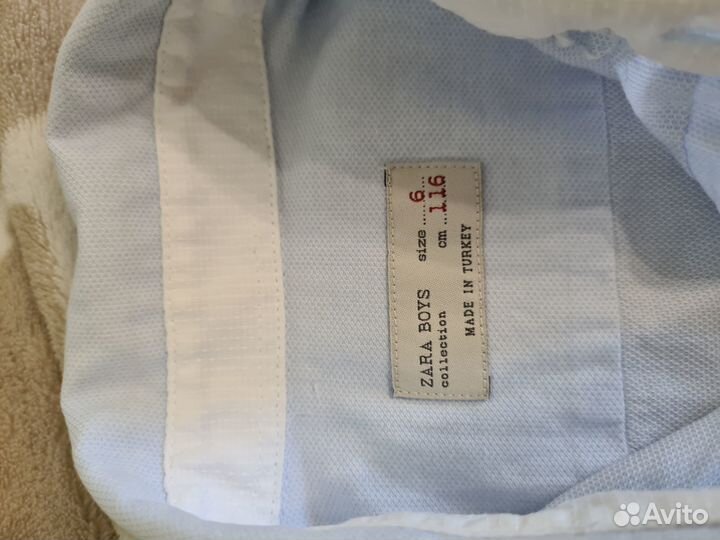 ZARA BOYS size.....6...
collection cm ...116
MADE IN TURKEY
Avito